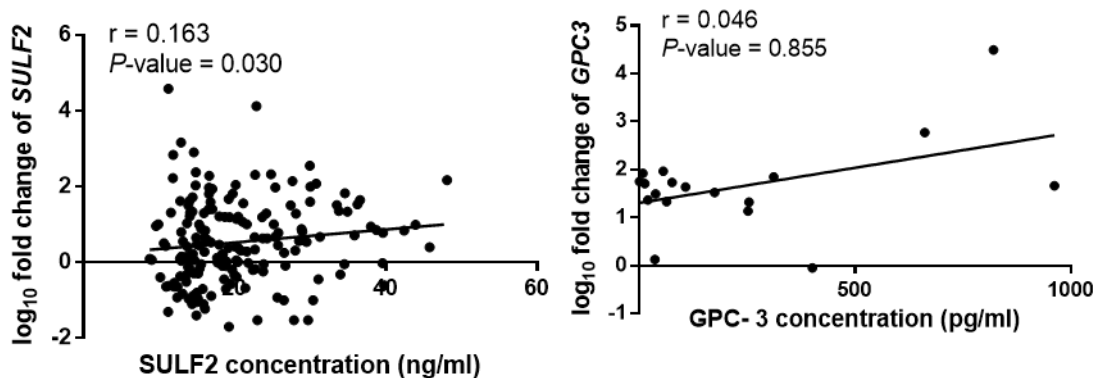 r = 0.163
P-value = 0.030
log10 fold change of SULF2
6
4
2
0
-2
20
40
60
SULF2 concentration (ng/ml)
r = 0.046
P-value = 0.855
log10 fold change of GPC3
5
4
3
2
1
0
-1
500
1000
GPC- 3 concentration (pg/ml)